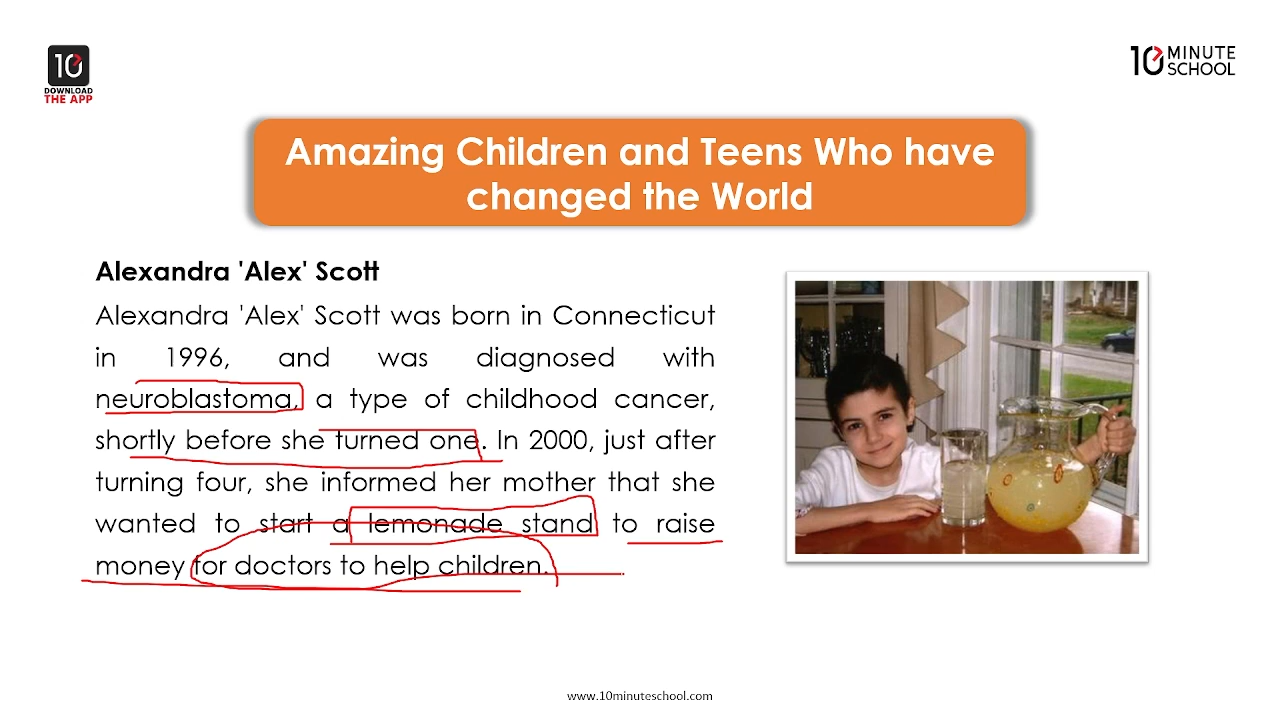 10
DOWNLOAD
THE APP
10 MINUTE
SCHOOL
Amazing Children and Teens Who have
changed the World
Alexandra 'Alex' Scott
Alexandra 'Alex' Scott was born in Connecticut
in 1996, and was diagnosed with
neuroblastoma, a type of childhood cancer,
shortly before she turned one. In 2000, just after
turning four, she informed her mother that she
wanted to start a lemonade stand to raise
money for doctors to help children.
www.10minuteschool.com